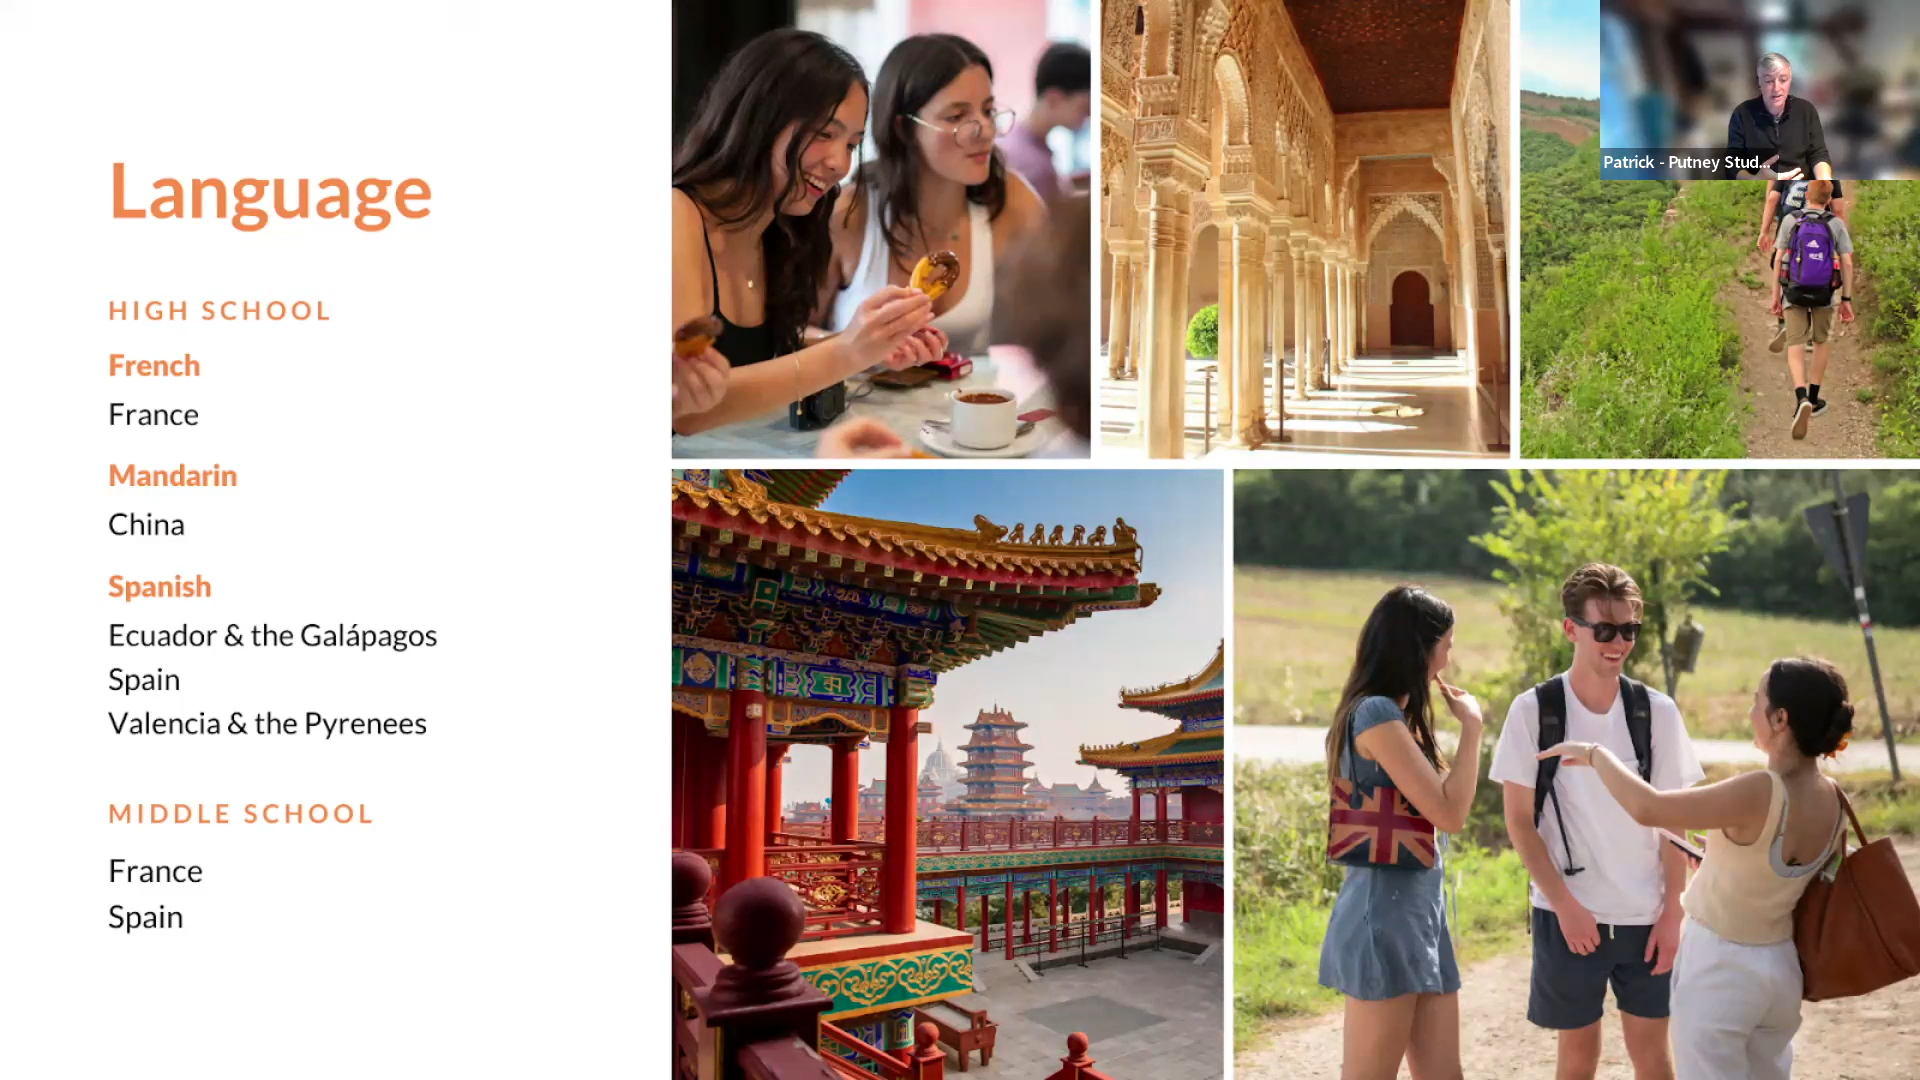 Language
HIGH SCHOOL
French
France
Mandarin
China
Spanish
Ecuador & the Galápagos
Spain
Valencia & the Pyrenees
MIDDLE SCHOOL
France
Spain
Patrick - Putney Stud...